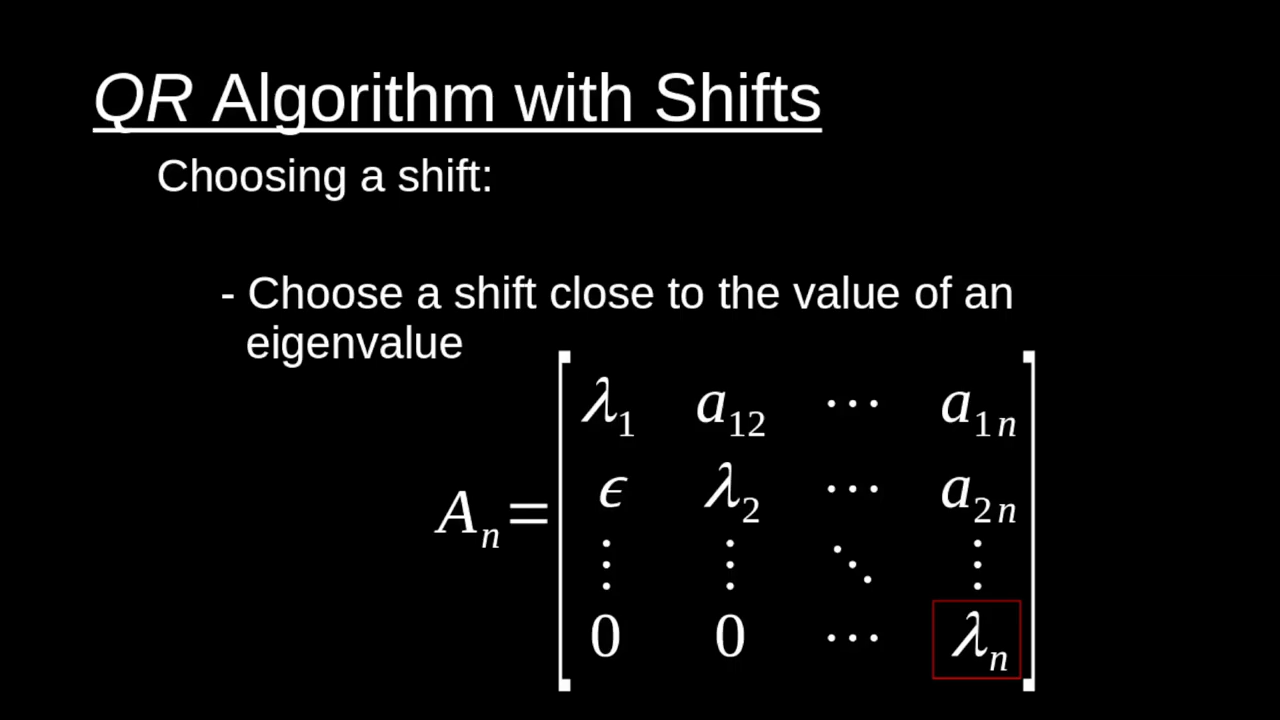 QR Algorithm with Shifts
Choosing a shift:
- Choose a shift close to the value of an
eigenvalue
λ₁ a₁₂ ⋯ a₁ₙ
ϵ λ₂ ⋯ a₂ₙ
Aₙ=
⋮ ⋮ ⋱ ⋮
0 0 ⋯ λₙ